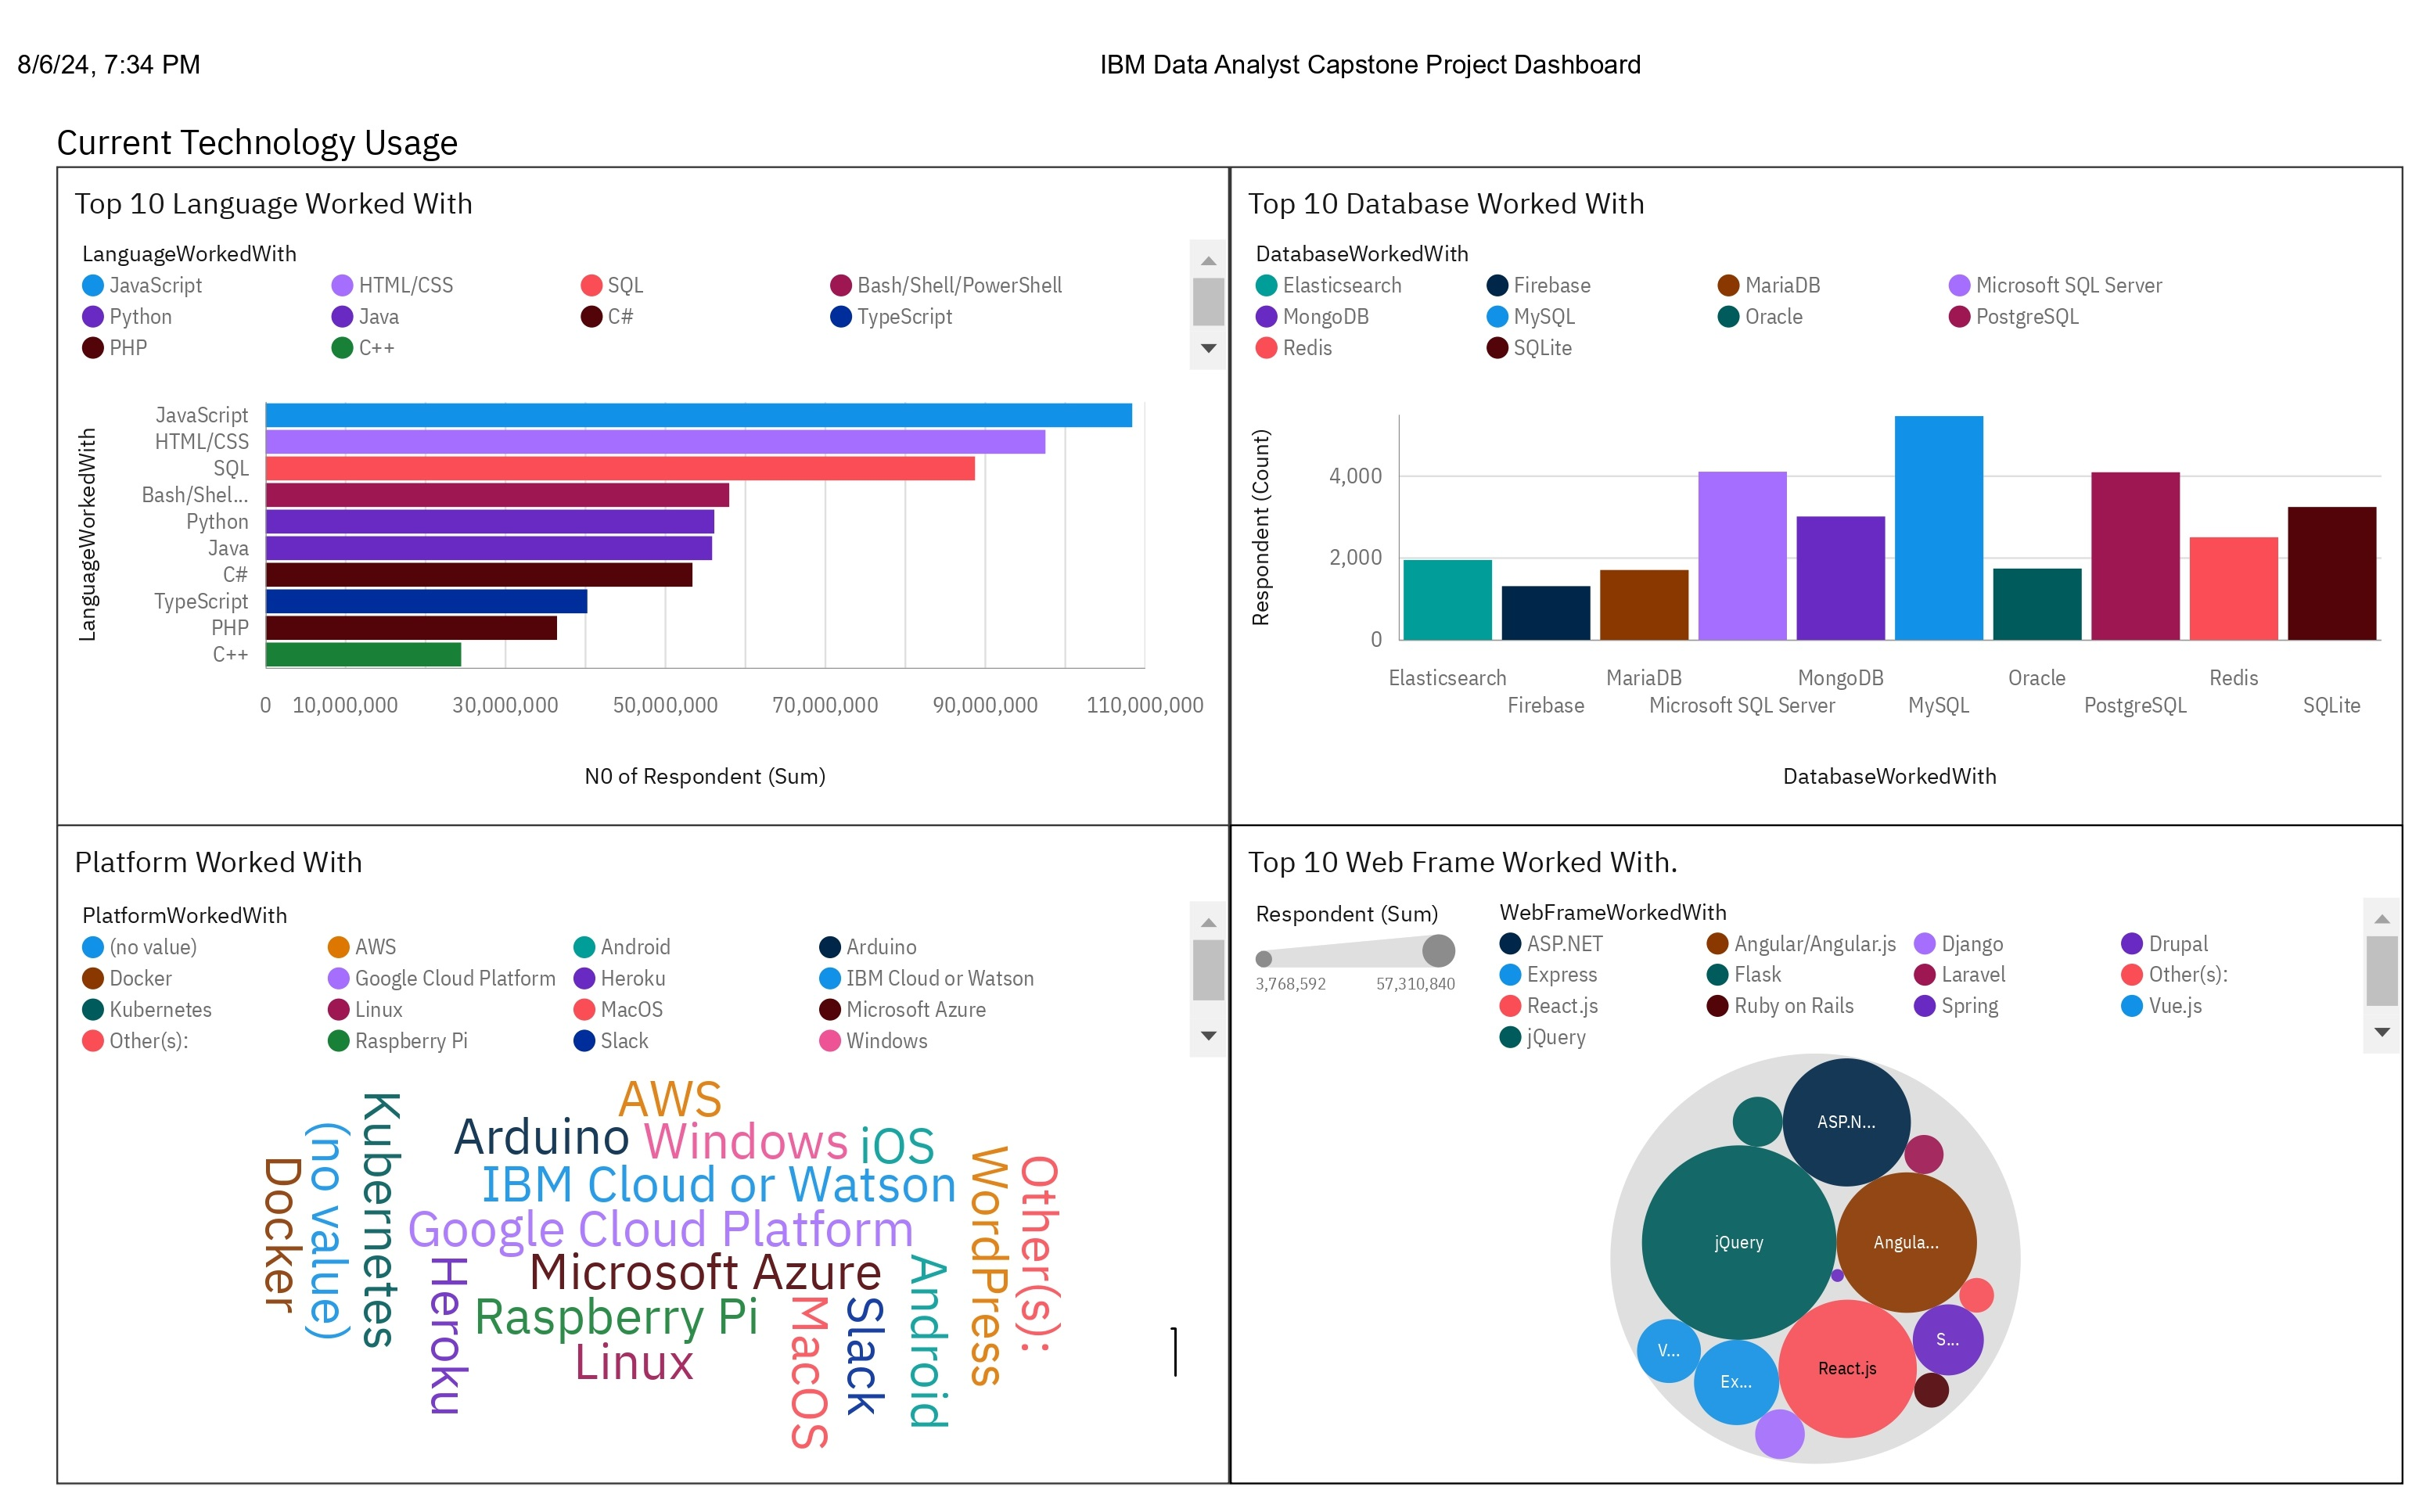 8/6/24, 7:34 PM
IBM Data Analyst Capstone Project Dashboard
Current Technology Usage
Top 10 Language Worked With
LanguageWorkedWith
JavaScript HTML/CSS SQL Bash/Shell/PowerShell
Python Java C# TypeScript
PHP C++
LanguageWorkedWith
JavaScript
HTML/CSS
SQL
Bash/Shel...
Python
Java
C#
TypeScript
PHP
C++
0 10,000,000 30,000,000 50,000,000 70,000,000 90,000,000 110,000,000
N0 of Respondent (Sum)
Top 10 Database Worked With
DatabaseWorkedWith
Elasticsearch Firebase MariaDB Microsoft SQL Server
MongoDB MySQL Oracle PostgreSQL
Redis SQLite
Respondent (Count)
4,000
2,000
0
Elasticsearch MariaDB MongoDB Oracle Redis
Firebase Microsoft SQL Server MySQL PostgreSQL SQLite
DatabaseWorkedWith
Platform Worked With
PlatformWorkedWith
(no value) AWS Android Arduino
Docker Google Cloud Platform Heroku IBM Cloud or Watson
Kubernetes Linux MacOS Microsoft Azure
Other(s): Raspberry Pi Slack Windows
AWS
Arduino Windows iOS
IBM Cloud or Watson
Google Cloud Platform
Microsoft Azure
Raspberry Pi
Linux
Docker
(no value)
Kubernetes
Heroku
MacOS
Slack
Android
WordPress
Other(s):
Top 10 Web Frame Worked With.
Respondent (Sum)
3,768,592 57,310,840
WebFrameWorkedWith
ASP.NET Angular/Angular.js Django Drupal
Express Flask Laravel Other(s):
React.js Ruby on Rails Spring Vue.js
jQuery
ASP.N...
jQuery
Angula...
S...
V...
React.js
Ex...